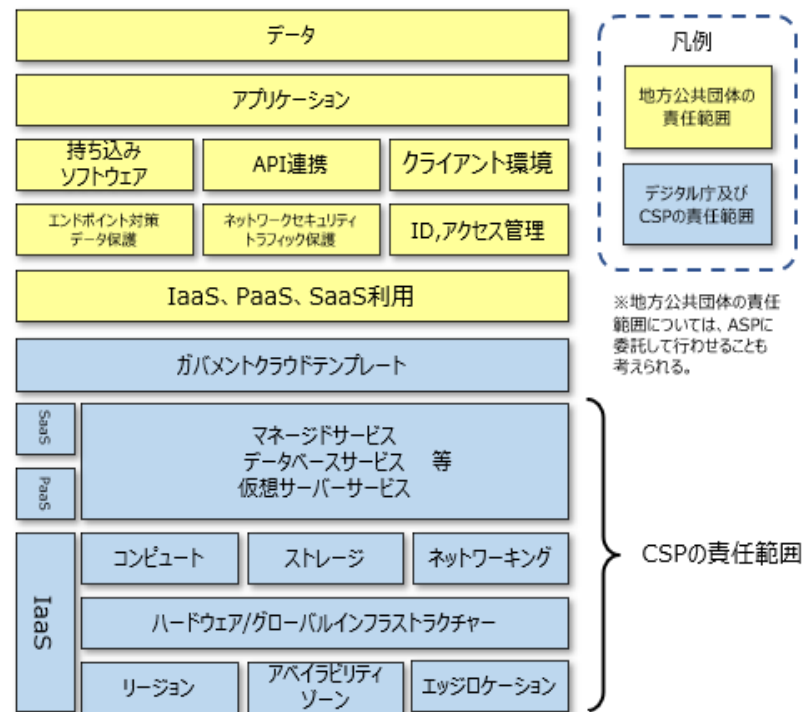 データ
アプリケーション
持ち込み
ソフトウェア
API連携
クライアント環境
エンドポイント対策
データ保護
ネットワークセキュリティ
トラフィック保護
ID,アクセス管理
IaaS、PaaS、SaaS利用
ガバメントクラウドテンプレート
SaaS
PaaS
マネージドサービス
データベースサービス 等
仮想サーバーサービス
IaaS
コンピュート
ストレージ
ネットワーキング
ハードウェア/グローバルインフラストラクチャー
リージョン
アベイラビリティ
ゾーン
エッジロケーション
凡例
地方公共団体の
責任範囲
デジタル庁及び
CSPの責任範囲
※地方公共団体の責任
範囲については、ASPに
委託して行わせることも
考えられる。
CSPの責任範囲